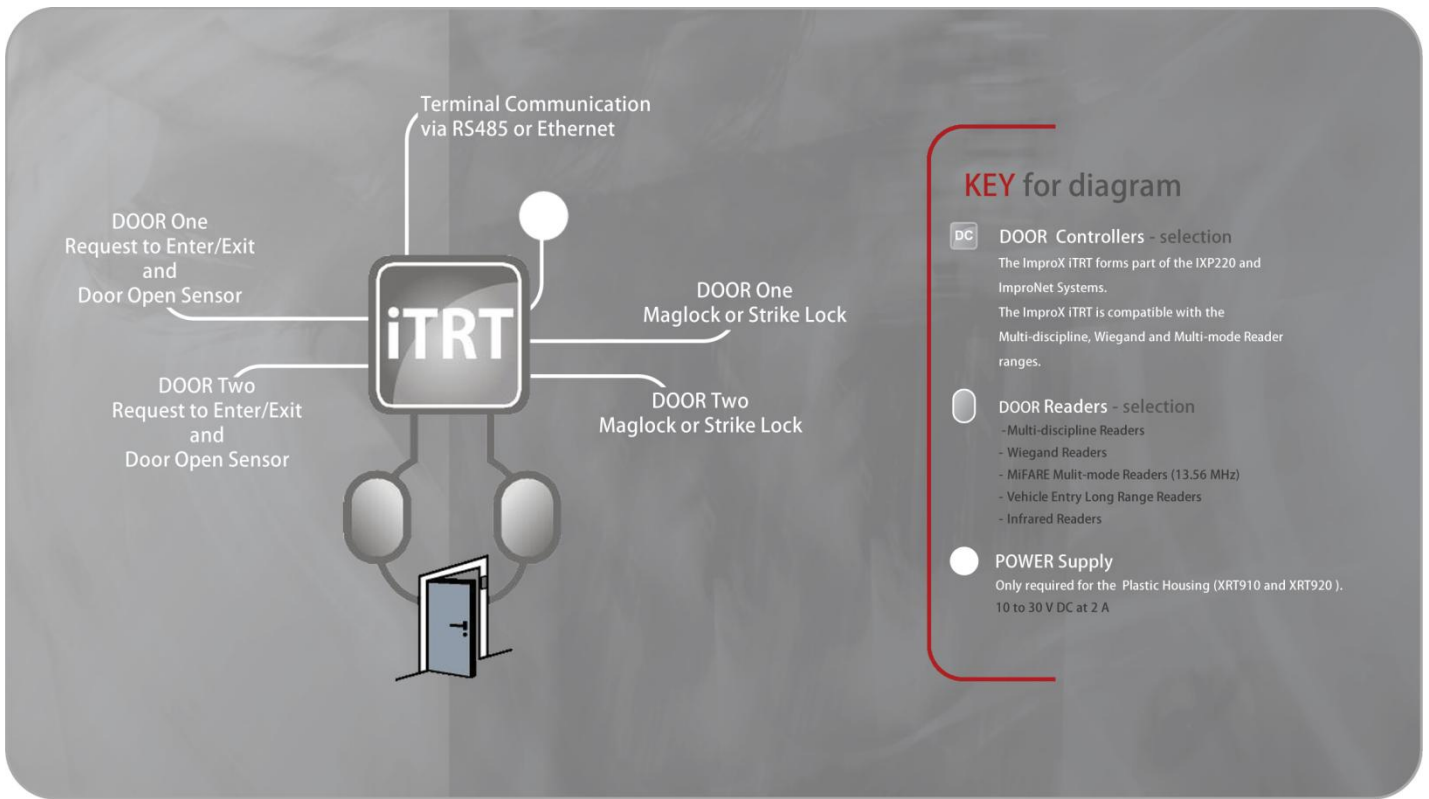 Terminal Communication
via RS485 or Ethernet
DOOR One
Request to Enter/Exit
and
Door Open Sensor
iTRT
DOOR One
Maglock or Strike Lock
DOOR Two
Request to Enter/Exit
and
Door Open Sensor
DOOR Two
Maglock or Strike Lock
KEY for diagram
DC
DOOR Controllers - selection
The ImproX iTRT forms part of the IXP220 and
ImproNet Systems.
The ImproX iTRT is compatible with the
Multi-discipline, Wiegand and Multi-mode Reader
ranges.
DOOR Readers - selection
-Multi-discipline Readers
- Wiegand Readers
- MiFARE Mulit-mode Readers (13.56 MHz)
- Vehicle Entry Long Range Readers
- Infrared Readers
POWER Supply
Only required for the Plastic Housing (XRT910 and XRT920 ).
10 to 30 V DC at 2 A